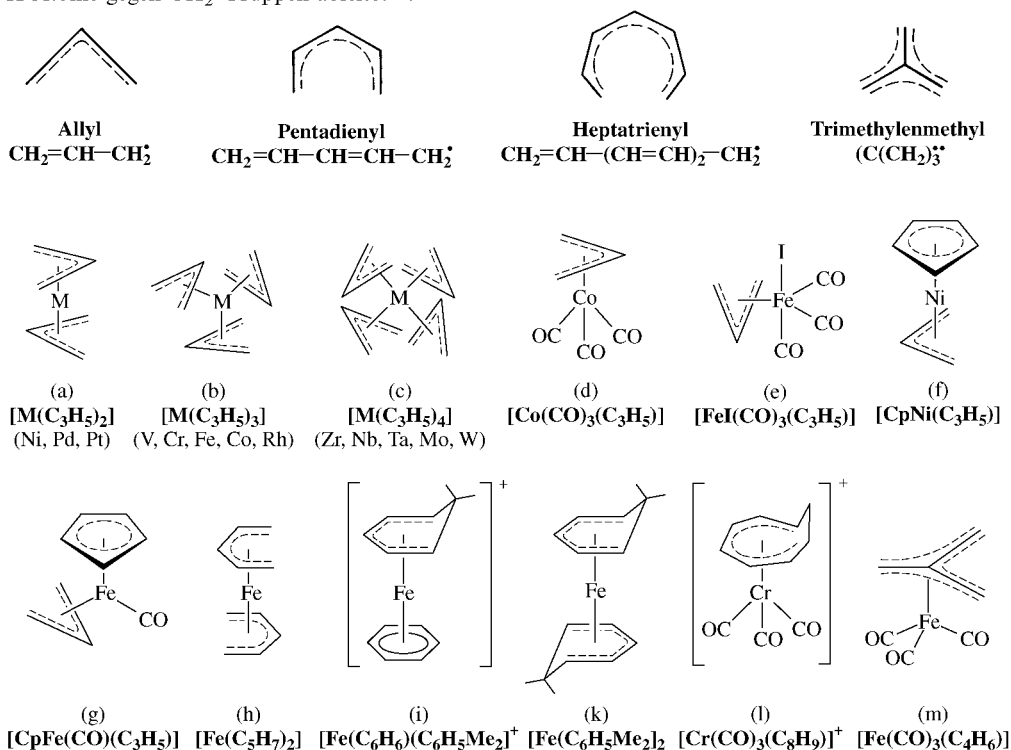 gegen CH₂-Gruppen
Allyl Pentadienyl Heptatrienyl Trimethylenmethyl
CH₂=CH−CH₂• CH₂=CH−CH=CH−CH₂• CH₂=CH−(CH=CH)₂−CH₂• (C(CH₂)₃••
M
M
M
Co
OC CO CO
I
Fe
CO
CO
CO
Ni
(a) (b) (c) (d) (e) (f)
[M(C₃H₅)₂] [M(C₃H₅)₃] [M(C₃H₅)₄] [Co(CO)₃(C₃H₅)] [FeI(CO)₃(C₃H₅)] [CpNi(C₃H₅)]
(Ni, Pd, Pt) (V, Cr, Fe, Co, Rh) (Zr, Nb, Ta, Mo, W)
Fe
CO
Fe
Fe
+
Fe
Cr
OC CO CO
+
Fe
OC OC CO
(g) (h) (i) (k) (l) (m)
[CpFe(CO)(C₃H₅)] [Fe(C₅H₇)₂] [Fe(C₆H₆)(C₆H₅Me₂]⁺ [Fe(C₆H₅Me₂]₂ [Cr(CO)₃(C₈H₉)]⁺ [Fe(CO)₃(C₄H₆)]